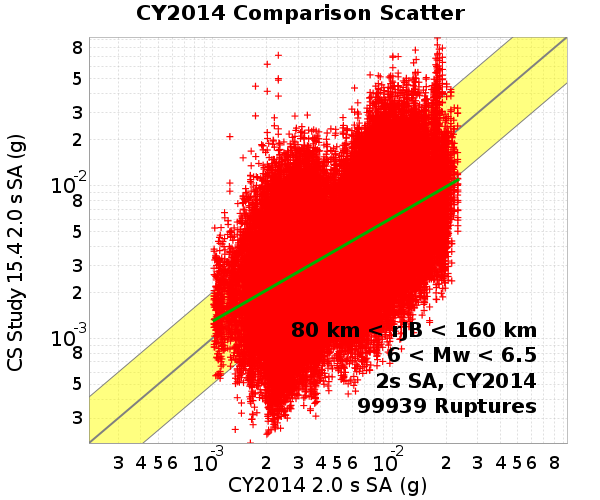 CY2014 Comparison Scatter
CS Study 15.4 2.0 s SA (g)
8
5
3
2
10-2
8
5
3
2
10-3
8
5
3
80 km < rJB < 160 km
6 < Mw < 6.5
2s SA, CY2014
99939 Ruptures
3 4 5 6 10-3 2 3 4 5 6 10-2 2 3 4 5 6 8
CY2014 2.0 s SA (g)